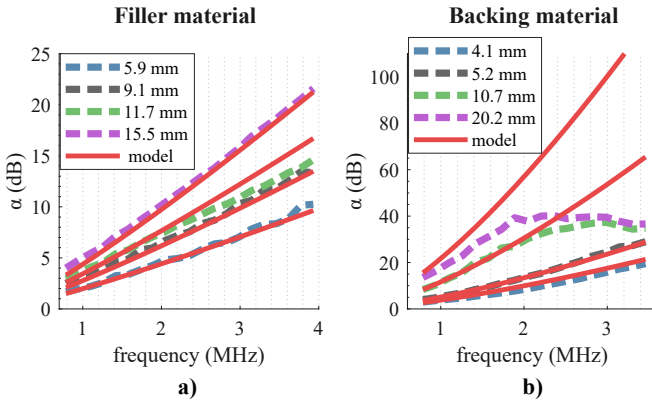 Filler material
25
20
15
10
5
0
α (dB)
5.9 mm
9.1 mm
11.7 mm
15.5 mm
model
1
2
3
4
frequency (MHz)
a)
Backing material
100
80
60
40
20
0
α (dB)
4.1 mm
5.2 mm
10.7 mm
20.2 mm
model
1
2
3
frequency (MHz)
b)